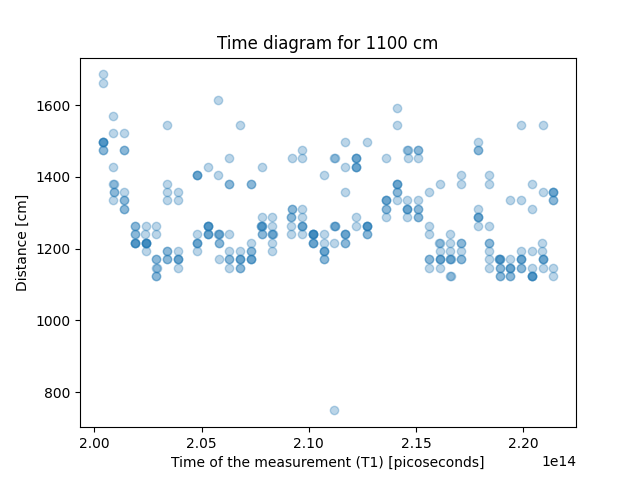 Time diagram for 1100 cm
1600
1400
1200
1000
800
Distance [cm]
2.00 2.05 2.10 2.15 2.20
1e14
Time of the measurement (T1) [picoseconds]